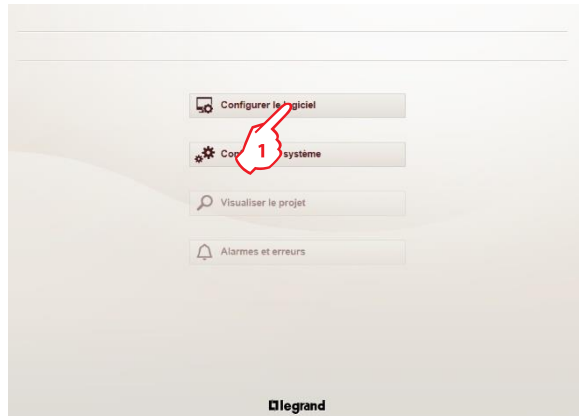 Configurer le logiciel
1
système
Visualiser le projet
Alarmes et erreurs
legrand